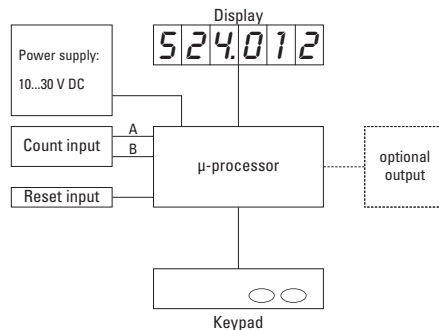 Display
524.012
Power supply:
10...30 V DC
A
Count input
B
μ-processor
optional
output
Reset input
Keypad